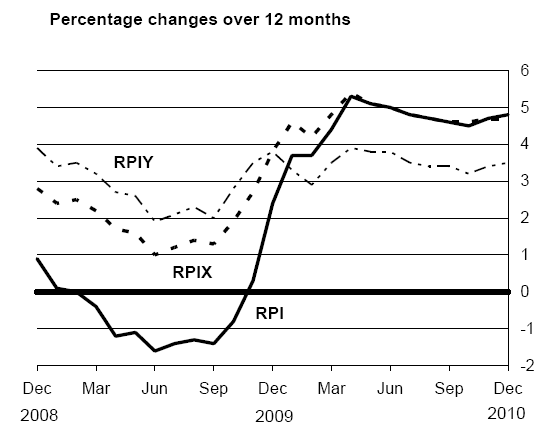 Percentage changes over 12 months
6
5
4
RPIY
3
2
1
RPIX
0
RPI
-1
-2
Dec Mar Jun Sep Dec Mar Jun Sep Dec
2008 2009 2010